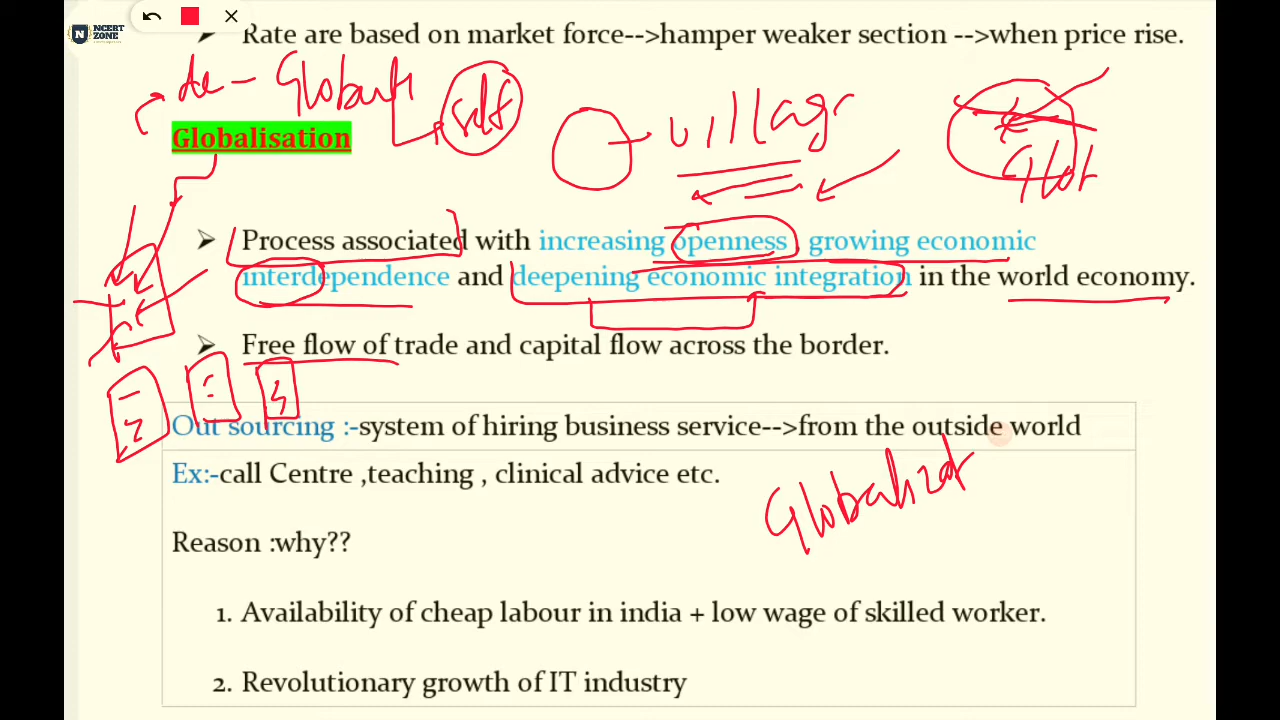 NCERT
ZONE
➤ Rate are based on market force-->hamper weaker section -->when price rise.
de - Globali
self
village
Globalisation
Glob
➤ Process associated with increasing openness, growing economic
interdependence and deepening economic integration in the world economy.
➤ Free flow of trade and capital flow across the border.
Out sourcing :-system of hiring business service-->from the outside world
Ex:-call Centre ,teaching , clinical advice etc.
Globalizat
Reason :why??
1. Availability of cheap labour in india + low wage of skilled worker.
2. Revolutionary growth of IT industry